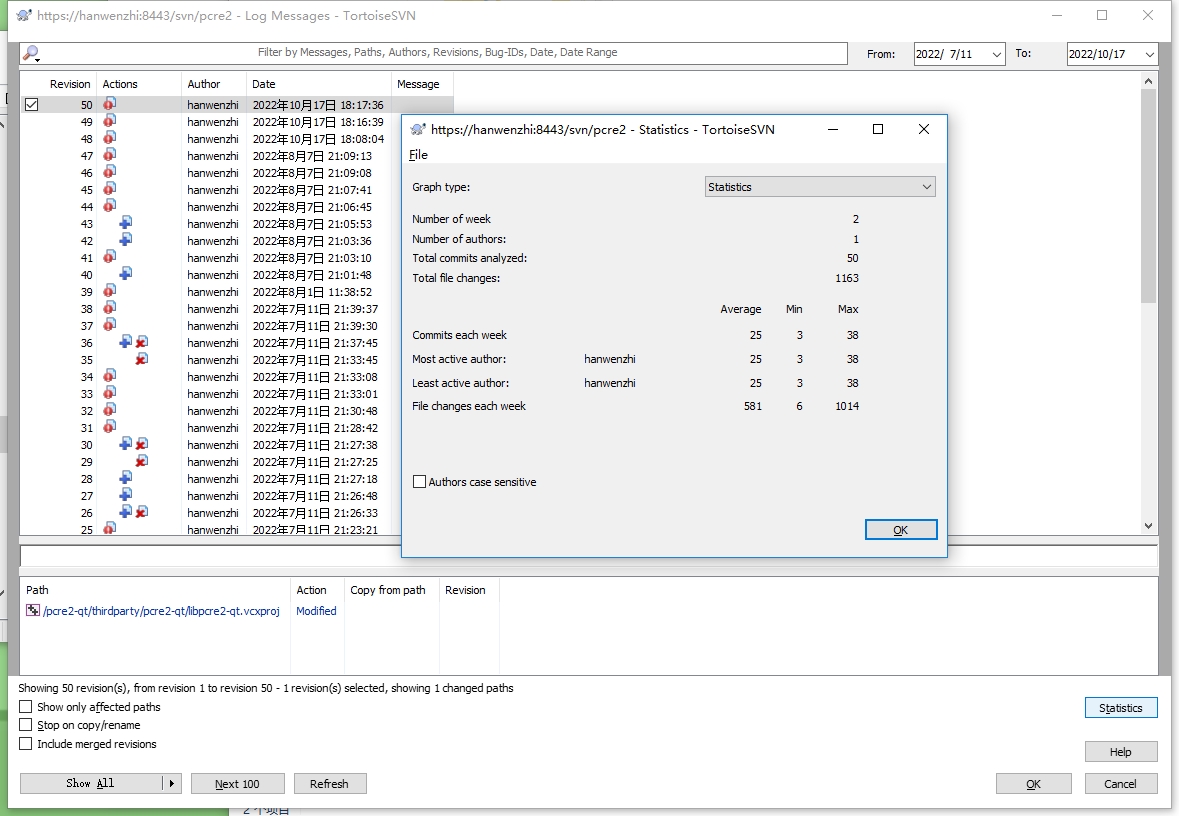 https://hanwenzhi:8443/svn/pcre2 - Log Messages - TortoiseSVN
Filter by Messages, Paths, Authors, Revisions, Bug-IDs, Date, Date Range
From: 2022/ 7/11 To: 2022/10/17
Revision Actions Author Date Message
50 hanwenzhi 2022年10月17日 18:17:36
49 hanwenzhi 2022年10月17日 18:16:39
48 hanwenzhi 2022年10月17日 18:08:04
47 hanwenzhi 2022年8月7日 21:09:13
46 hanwenzhi 2022年8月7日 21:09:08
45 hanwenzhi 2022年8月7日 21:07:41
44 hanwenzhi 2022年8月7日 21:06:45
43 hanwenzhi 2022年8月7日 21:05:53
42 hanwenzhi 2022年8月7日 21:03:36
41 hanwenzhi 2022年8月7日 21:03:10
40 hanwenzhi 2022年8月7日 21:01:48
39 hanwenzhi 2022年8月1日 11:38:52
38 hanwenzhi 2022年7月11日 21:39:37
37 hanwenzhi 2022年7月11日 21:39:30
36 hanwenzhi 2022年7月11日 21:37:45
35 hanwenzhi 2022年7月11日 21:33:45
34 hanwenzhi 2022年7月11日 21:33:08
33 hanwenzhi 2022年7月11日 21:33:01
32 hanwenzhi 2022年7月11日 21:30:48
31 hanwenzhi 2022年7月11日 21:28:42
30 hanwenzhi 2022年7月11日 21:27:38
29 hanwenzhi 2022年7月11日 21:27:25
28 hanwenzhi 2022年7月11日 21:27:18
27 hanwenzhi 2022年7月11日 21:26:48
26 hanwenzhi 2022年7月11日 21:26:33
25 hanwenzhi 2022年7月11日 21:23:21
https://hanwenzhi:8443/svn/pcre2 - Statistics - TortoiseSVN
File
Graph type: Statistics
Number of week 2
Number of authors: 1
Total commits analyzed: 50
Total file changes: 1163
Average Min Max
Commits each week 25 3 38
Most active author: hanwenzhi 25 3 38
Least active author: hanwenzhi 25 3 38
File changes each week 581 6 1014
Authors case sensitive
OK
Path Action Copy from path Revision
/pcre2-qt/thirdparty/pcre2-qt/libpcre2-qt.vcxproj Modified
Showing 50 revision(s), from revision 1 to revision 50 - 1 revision(s) selected, showing 1 changed paths
Show only affected paths
Statistics
Stop on copy/rename
Include merged revisions
Help
Show All Next 100 Refresh OK Cancel
2 个项目